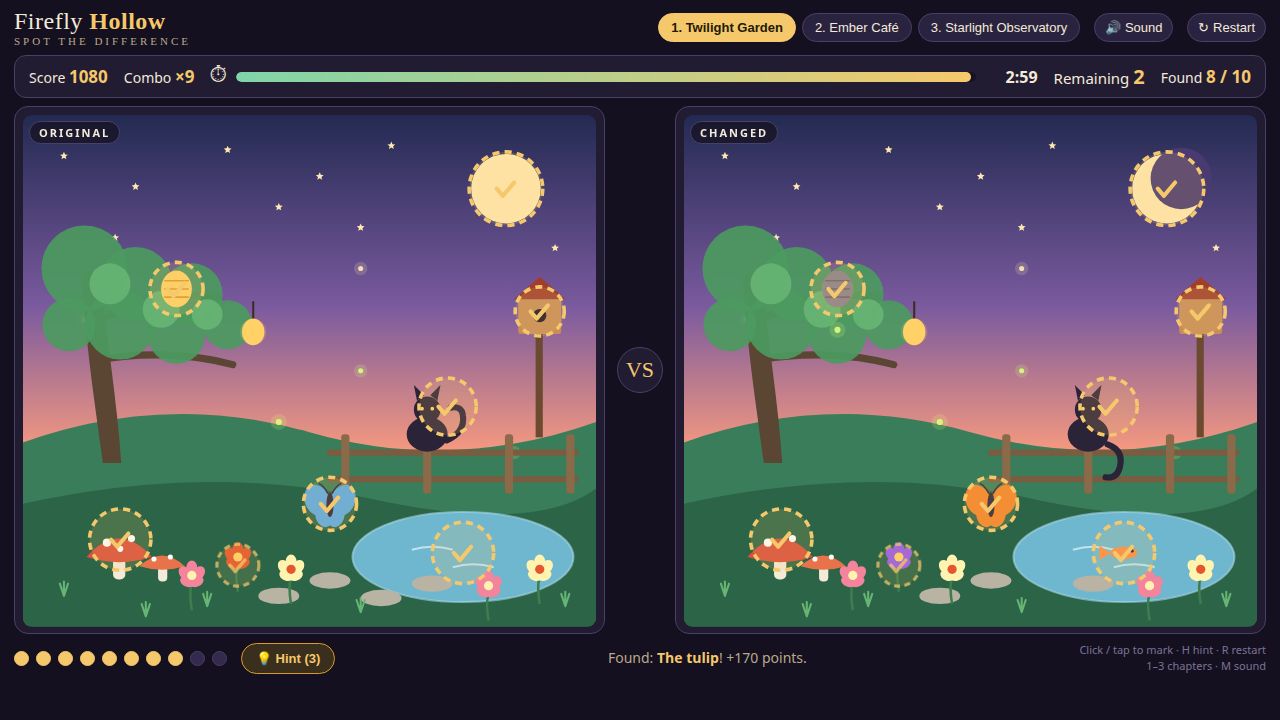 Firefly Hollow
SPOT THE DIFFERENCE
1. Twilight Garden
2. Ember Café
3. Starlight Observatory
🔊 Sound
↻ Restart
Score 1080
Combo ×9
2:59
Remaining 2
Found 8 / 10
ORIGINAL
CHANGED
VS
💡 Hint (3)
Found: The tulip! +170 points.
Click / tap to mark · H hint · R restart
1–3 chapters · M sound